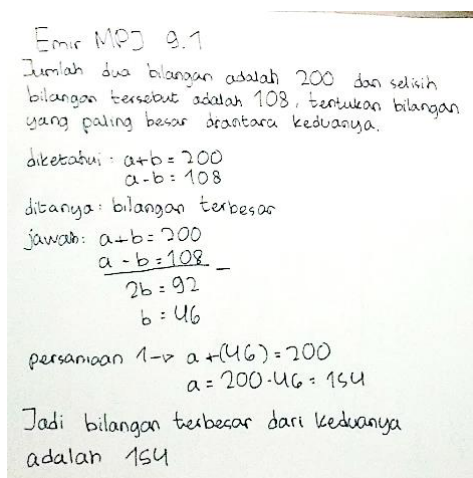 Emir MPJ 9.1
Jumlah dua bilangan adalah 200 dan selisih
bilangan tersebut adalah 108, tentukan bilangan
yang paling besar diantara keduanya.
diketahui : a+b = 200
a-b = 108
ditanya: bilangan terbesar
jawab: a+b = 200
a - b = 108 -
2b = 92
b = 46
persamaan 1-> a +(46) = 200
a = 200-46 = 154
Jadi bilangan terbesar dari keduanya
adalah 154